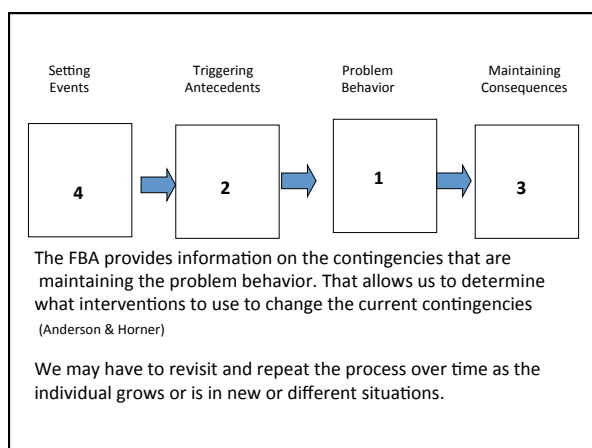 Setting Events
Triggering Antecedents
Problem Behavior
Maintaining Consequences
4
2
1
3
The FBA provides information on the contingencies that are
maintaining the problem behavior. That allows us to determine
what interventions to use to change the current contingencies
(Anderson & Horner)
We may have to revisit and repeat the process over time as the
individual grows or is in new or different situations.